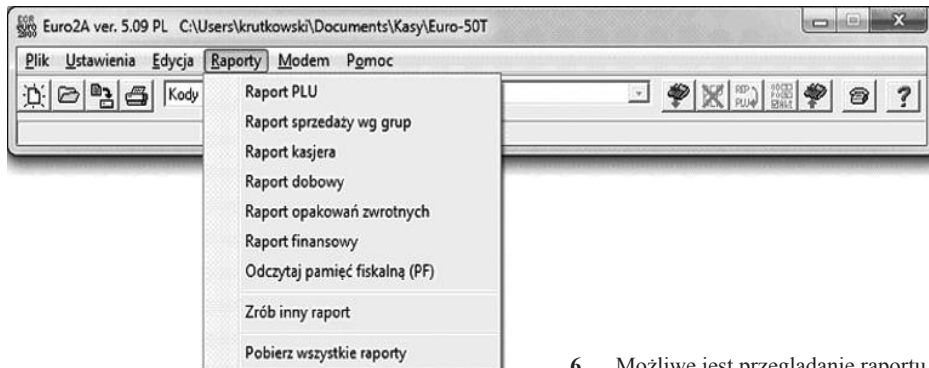 Euro2A ver. 5.09 PL C:\Users\krutkowski\Documents\Kasy\Euro-50T
Plik Ustawienia Edycja Raporty Modem Pomoc
Kody
Raport PLU
Raport sprzedaży wg grup
Raport kasjera
Raport dobowy
Raport opakowań zwrotnych
Raport finansowy
Odczytaj pamięć fiskalną (PF)
Zrób inny raport
Pobierz wszystkie raporty
6. Możliwe jest przeglądanie raportu